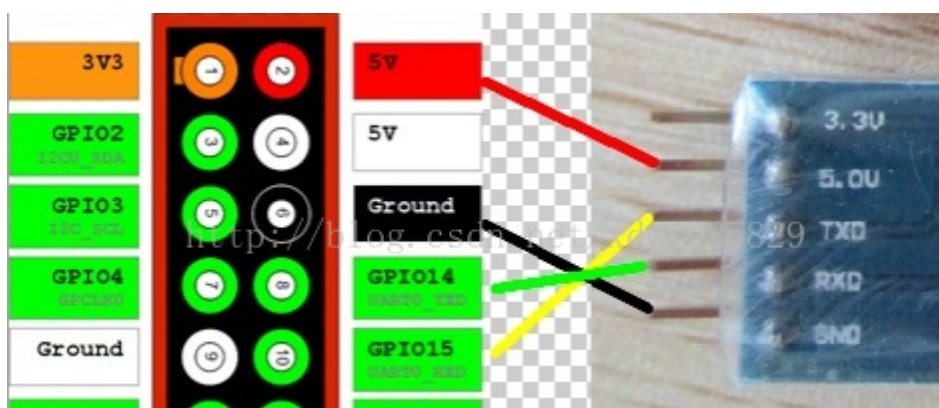 3V3
1
2
5V
GPIO2
I2C0_SDA
3
4
5V
GPIO3
I2C_SCL
5
6
Ground
GPIO4
GPCLK0
7
8
GPIO14
UART0_TXD
Ground
9
10
GPIO15
UART0_RXD
3.3V
5.0V
TXD
RXD
GND
http://blog.csdn.net
829